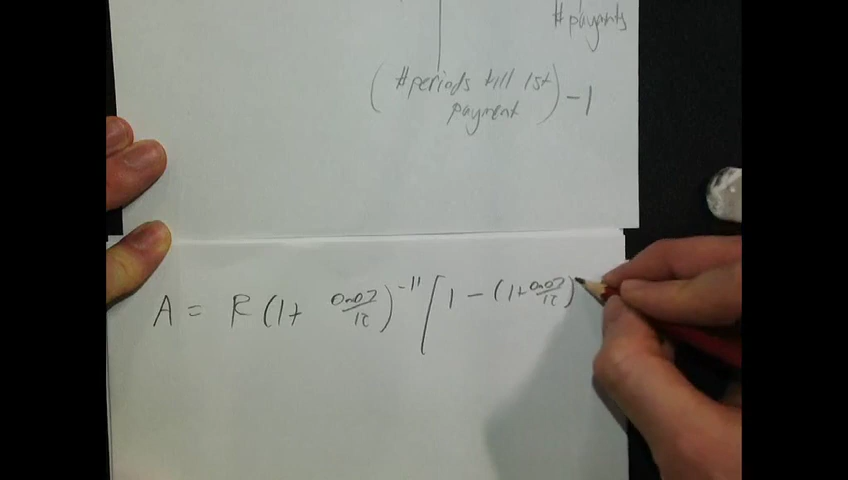 # payments
(# periods till 1st payment) - 1
A = R (1 + 0.07/12)^-11 [1 - (1 + 0.07/12)